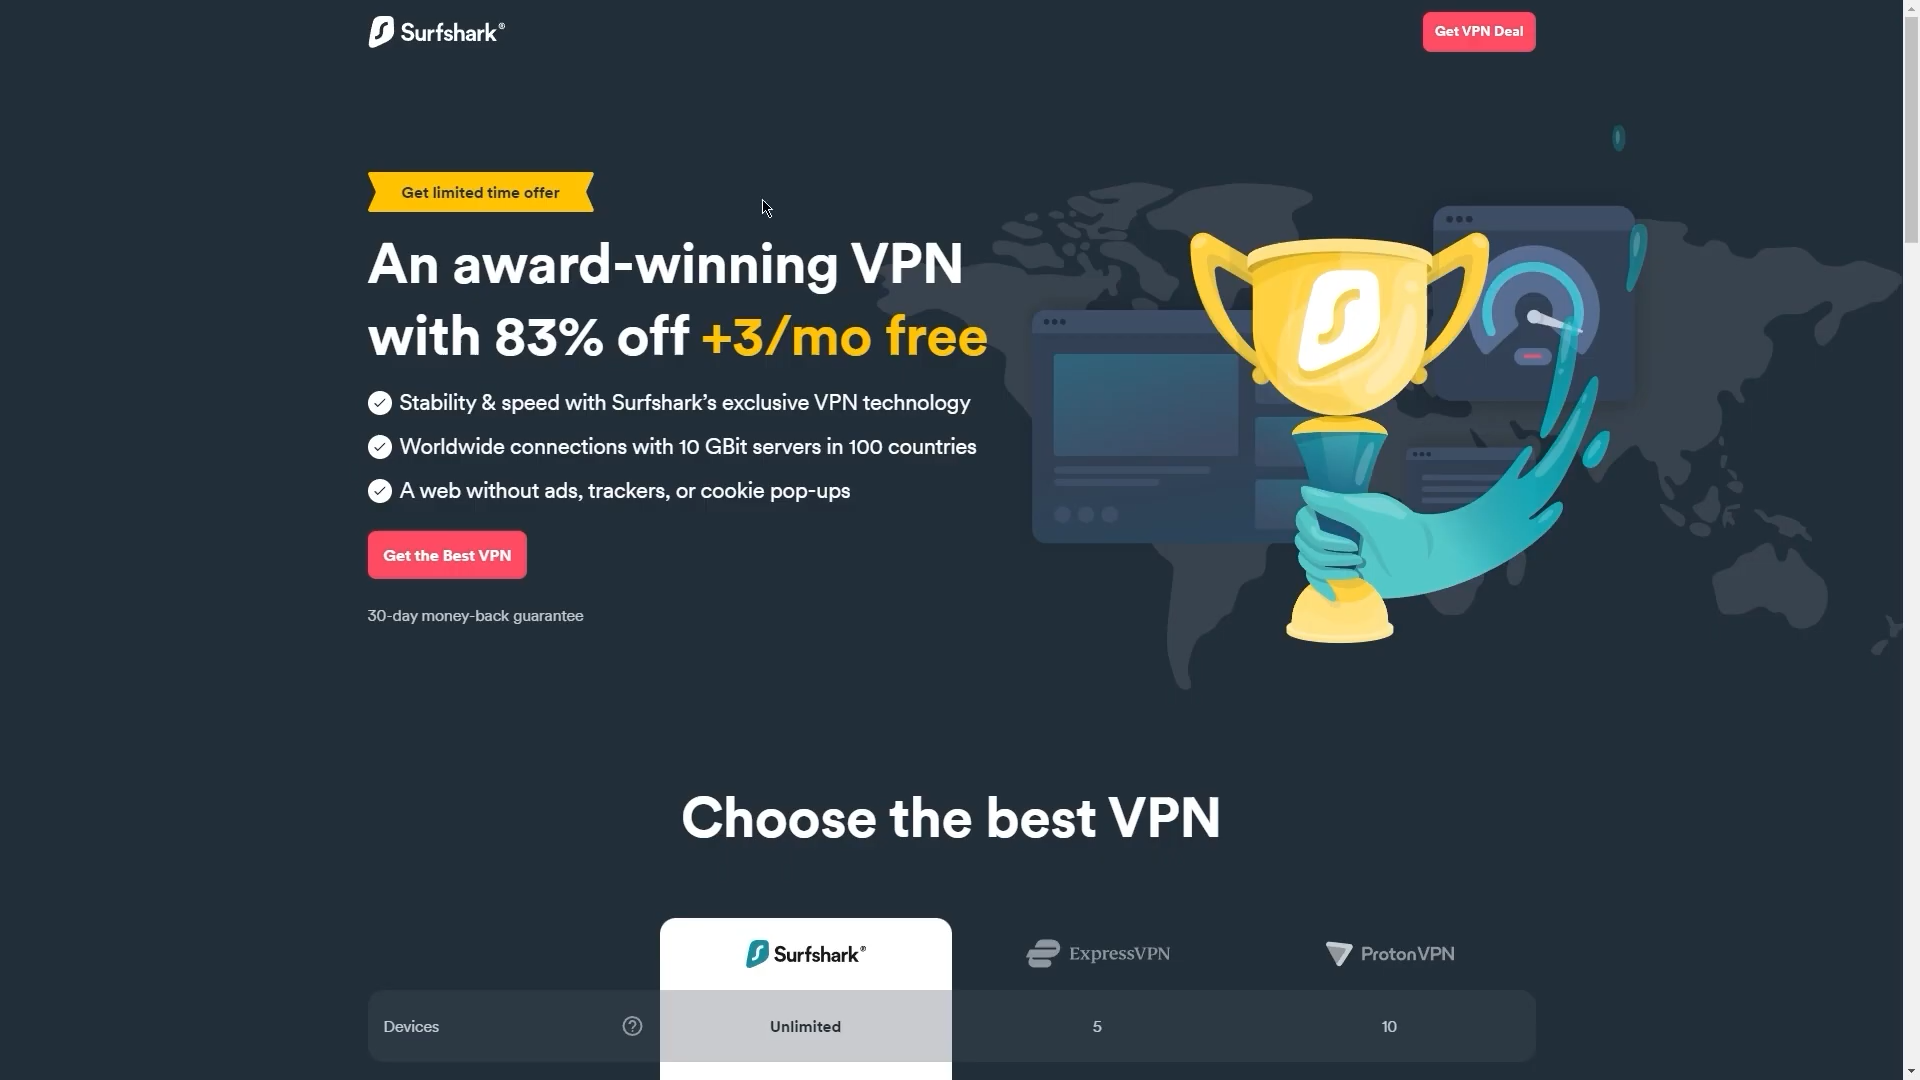 Surfshark®
Get VPN Deal
Get limited time offer
An award-winning VPN
with 83% off +3/mo free
Stability & speed with Surfshark’s exclusive VPN technology
Worldwide connections with 10 GBit servers in 100 countries
A web without ads, trackers, or cookie pop-ups
Get the Best VPN
30-day money-back guarantee
Choose the best VPN
Surfshark®
ExpressVPN
ProtonVPN
Devices ?
Unlimited
5
10